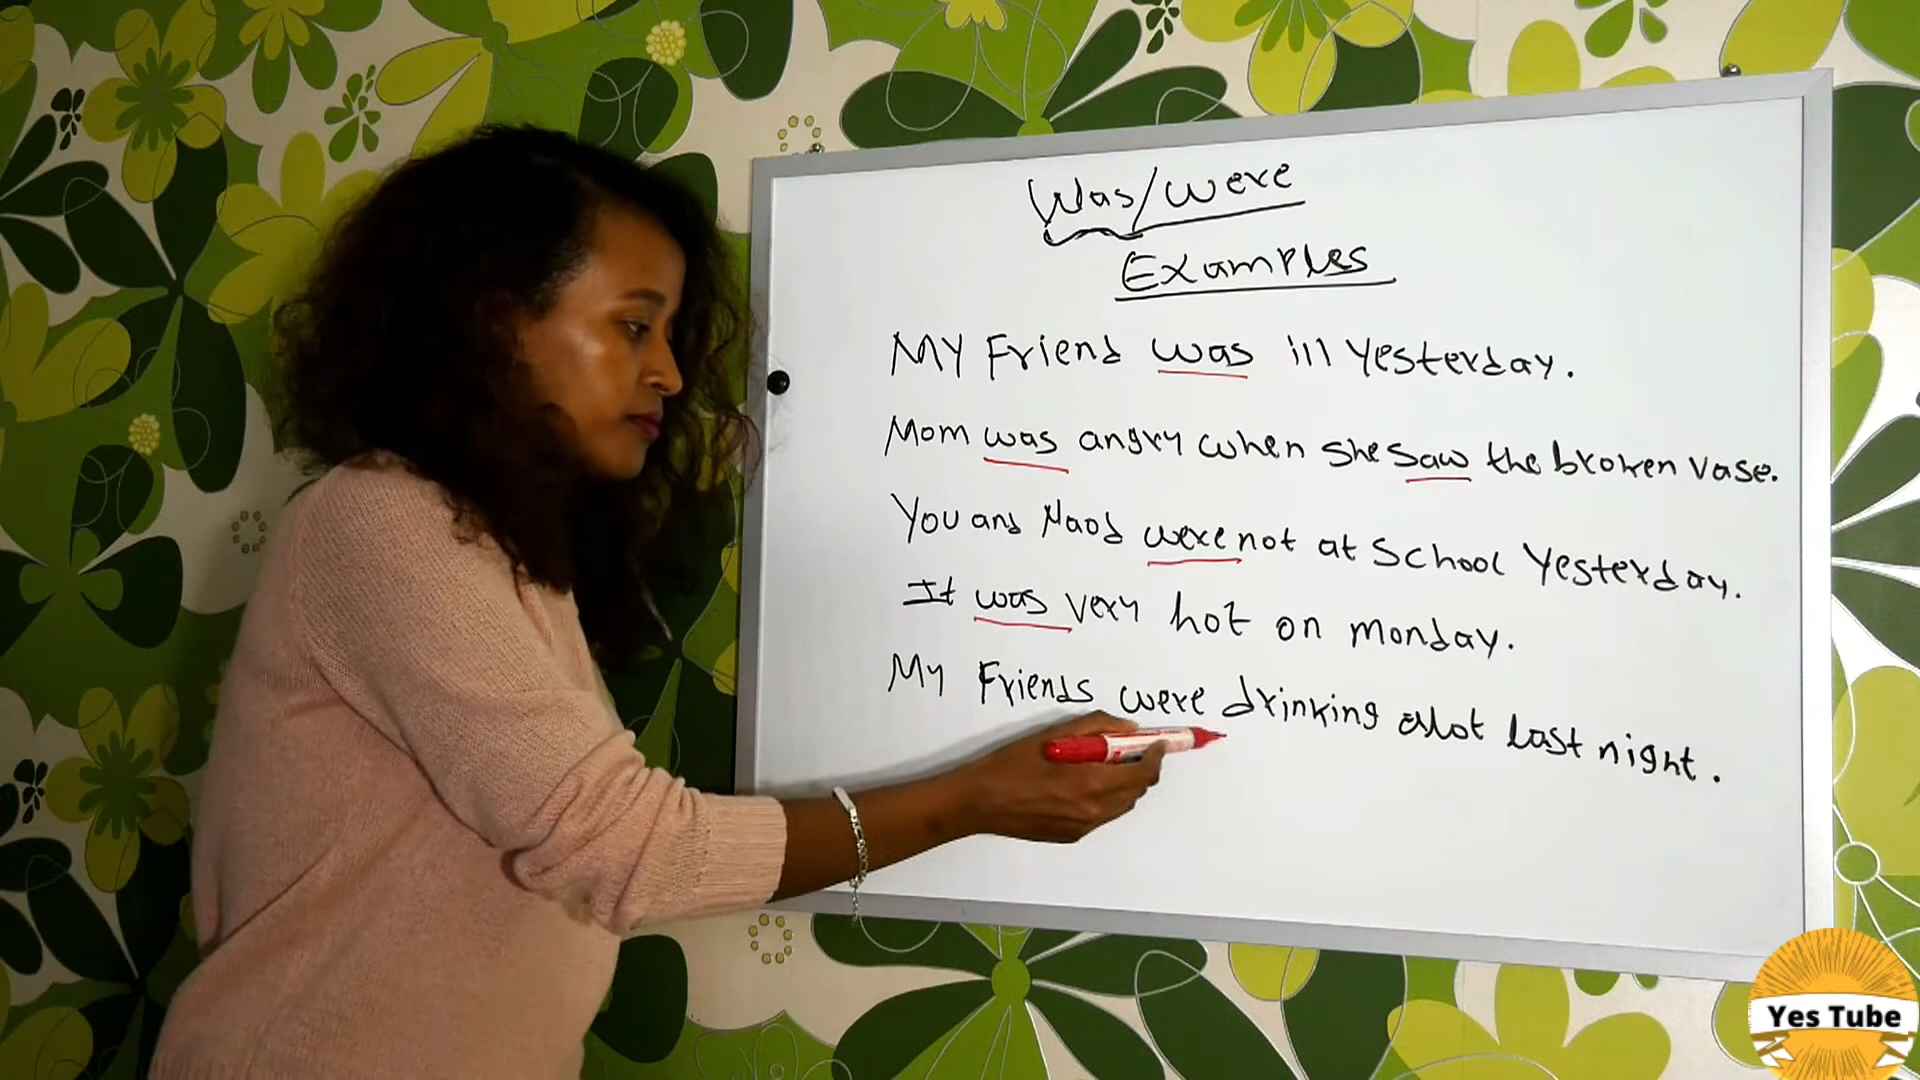 Was/were
Examples
My Friend was ill Yesterday.
Mom was angry when she saw the broken vase.
You and Naod were not at School Yesterday.
It was very hot on monday.
My Friends were drinking alot last night.
Yes Tube